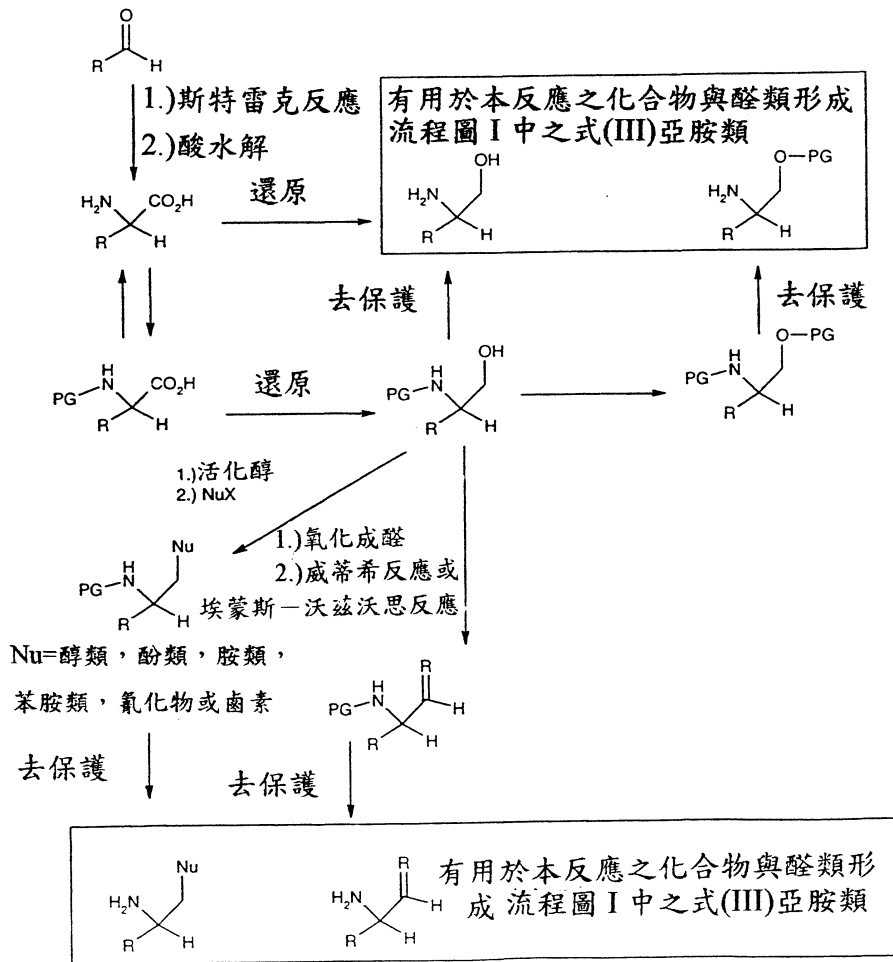 O
R
H
1.)斯特雷克反應
2.)酸水解
有用於本反應之化合物與醛類形成
流程圖 I 中之式(III)亞胺類
OH
H₂N
R
H
O-PG
H₂N
R
H
H₂N
CO₂H
R
H
還原
去保護
去保護
PG
H
N
CO₂H
R
H
還原
OH
PG
H
N
R
H
O-PG
PG
H
N
R
H
1.)活化醇
2.) NuX
1.)氧化成醛
2.)威蒂希反應或
埃蒙斯－沃茲沃思反應
Nu
PG
H
N
R
H
Nu=醇類，酚類，胺類，
苯胺類，氰化物或鹵素
R
PG
H
N
H
R
H
去保護
去保護
Nu
H₂N
R
H
R
H₂N
H
R
H
有用於本反應之化合物與醛類形
成 流程圖 I 中之式(III)亞胺類